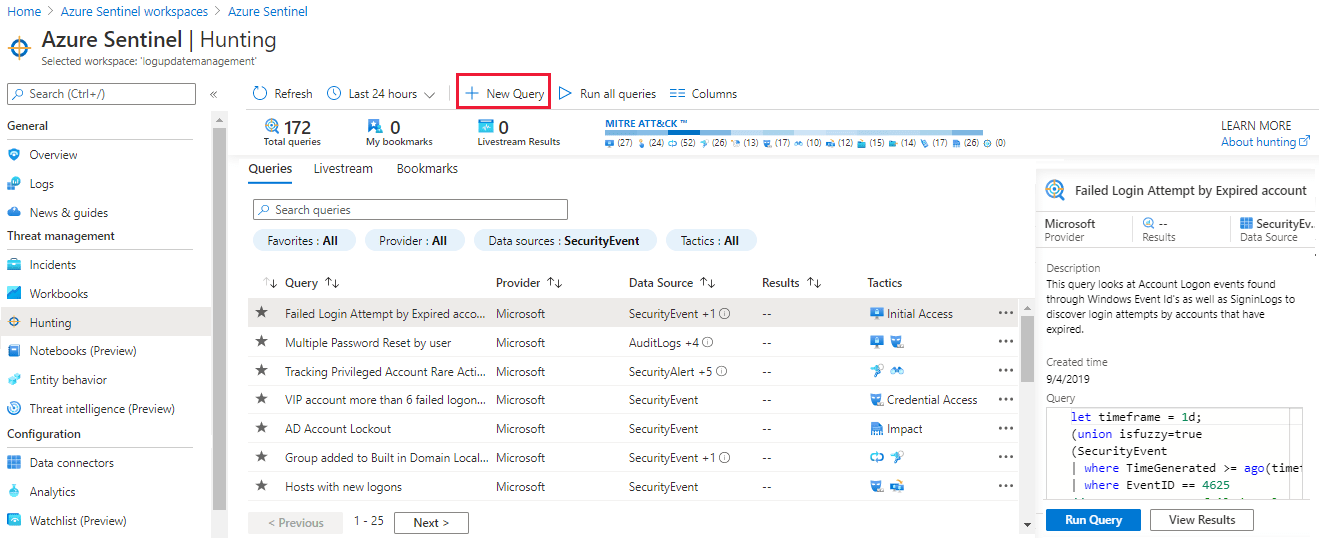 Home > Azure Sentinel workspaces > Azure Sentinel
Azure Sentinel | Hunting
Selected workspace: 'logupdatemanagement'
Search (Ctrl+/)
«
General
Overview
Logs
News & guides
Threat management
Incidents
Workbooks
Hunting
Notebooks (Preview)
Entity behavior
Threat intelligence (Preview)
Configuration
Data connectors
Analytics
Watchlist (Preview)
Refresh Last 24 hours New Query Run all queries Columns
172 Total queries
0 My bookmarks
0 Livestream Results
MITRE ATT&CK ™
(27) (24) (52) (26) (13) (17) (10) (12) (15) (14) (17) (26) (0)
LEARN MORE
About hunting
Queries Livestream Bookmarks
Search queries
Favorites : All Provider : All Data sources : SecurityEvent Tactics : All
Query Provider Data Source Results Tactics
Failed Login Attempt by Expired acco... Microsoft SecurityEvent +1 -- Initial Access ...
Multiple Password Reset by user Microsoft AuditLogs +4 -- ...
Tracking Privileged Account Rare Acti... Microsoft SecurityAlert +5 -- ...
VIP account more than 6 failed logon... Microsoft SecurityEvent -- Credential Access ...
AD Account Lockout Microsoft SecurityEvent -- Impact ...
Group added to Built in Domain Local... Microsoft SecurityEvent +1 -- ...
Hosts with new logons Microsoft SecurityEvent -- ...
< Previous 1 - 25 Next >
Failed Login Attempt by Expired account
Microsoft -- SecurityEv...
Provider Results Data Source
Description
This query looks at Account Logon events found
through Windows Event Id's as well as SigninLogs to
discover login attempts by accounts that have
expired.
Created time
9/4/2019
Query
let timeframe = 1d;
(union isfuzzy=true
(SecurityEvent
| where TimeGenerated >= ago(timef
| where EventID == 4625
Run Query View Results